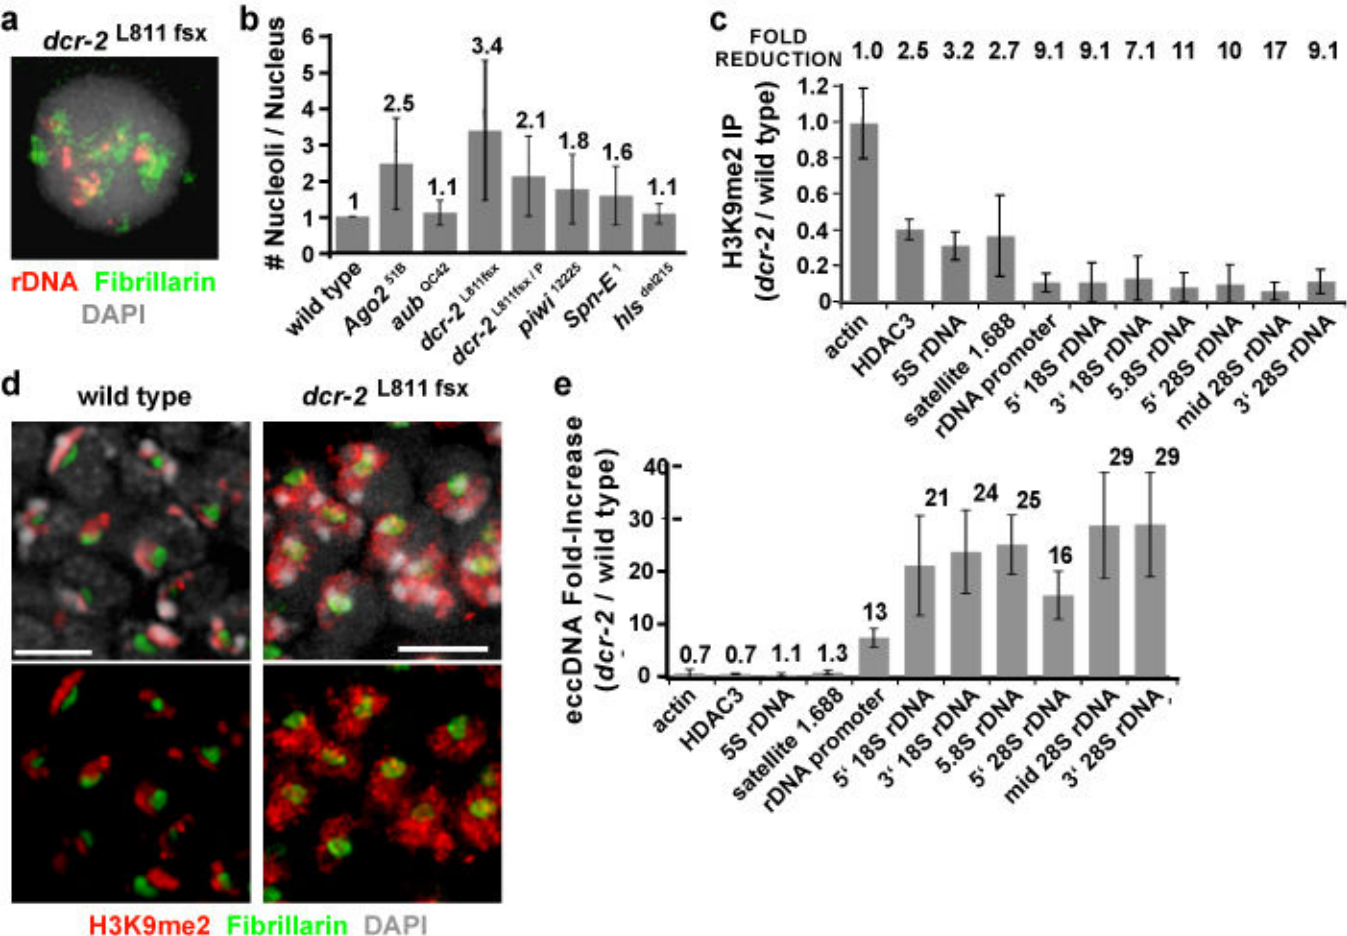 a
dcr-2 L811 fsx
rDNA Fibrillarin
DAPI
b
# Nucleoli / Nucleus
6
5
4
3
2
1
0
1
2.5
1.1
3.4
2.1
1.8
1.6
1.1
wild type
Ago2 51B
aub QC42
dcr-2 L811fsx
dcr-2 L811fsx / P
piwi 12225
Spn-E 1
hls del215
c
FOLD
REDUCTION
1.0 2.5 3.2 2.7 9.1 9.1 7.1 11 10 17 9.1
H3K9me2 IP
(dcr-2 / wild type)
1.2
1.0
0.8
0.6
0.4
0.2
0
actin
HDAC3
5S rDNA
satellite 1.688
rDNA promoter
5‘ 18S rDNA
3‘ 18S rDNA
5.8S rDNA
5‘ 28S rDNA
mid 28S rDNA
3‘ 28S rDNA
d
wild type
dcr-2 L811 fsx
H3K9me2 Fibrillarin DAPI
e
eccDNA Fold-Increase
(dcr-2 / wild type)
40
30
20
10
0
0.7
0.7
1.1
1.3
13
21
24
25
16
29
29
actin
HDAC3
5S rDNA
satellite 1.688
rDNA promoter
5‘ 18S rDNA
3‘ 18S rDNA
5.8S rDNA
5‘ 28S rDNA
mid 28S rDNA
3‘ 28S rDNA